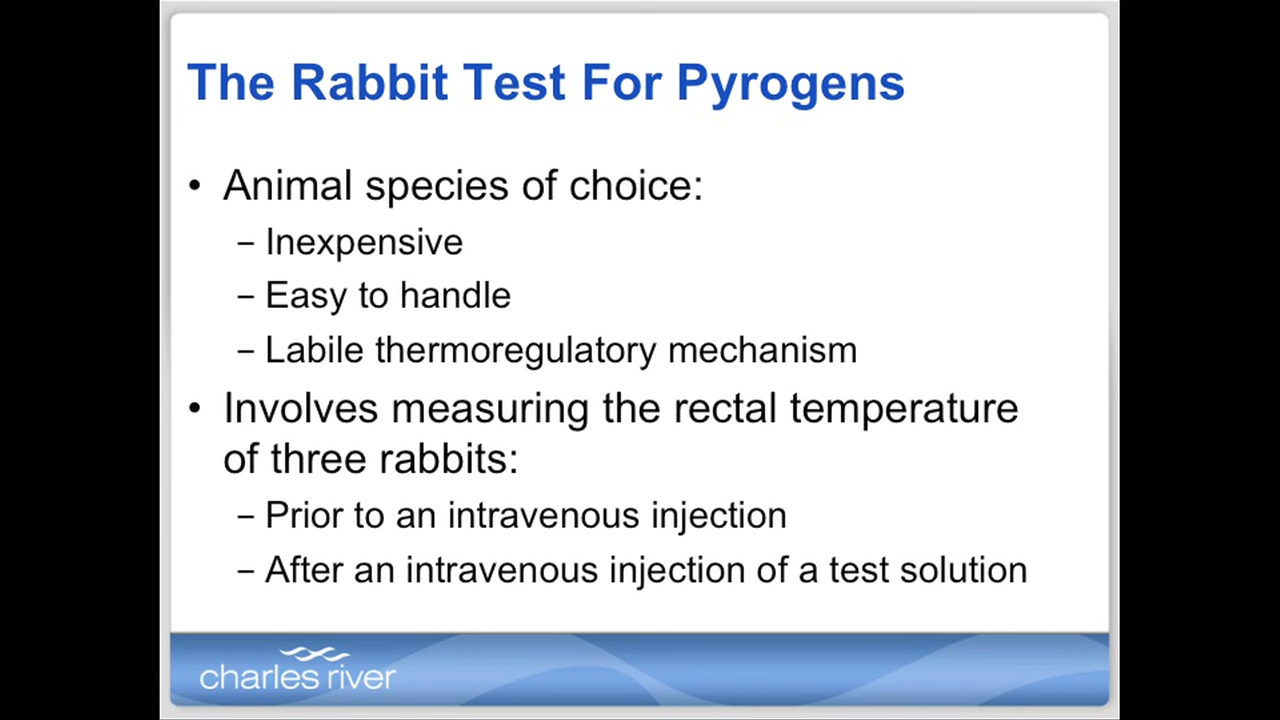 The Rabbit Test For Pyrogens
• Animal species of choice:
– Inexpensive
– Easy to handle
– Labile thermoregulatory mechanism
• Involves measuring the rectal temperature
of three rabbits:
– Prior to an intravenous injection
– After an intravenous injection of a test solution
charles river